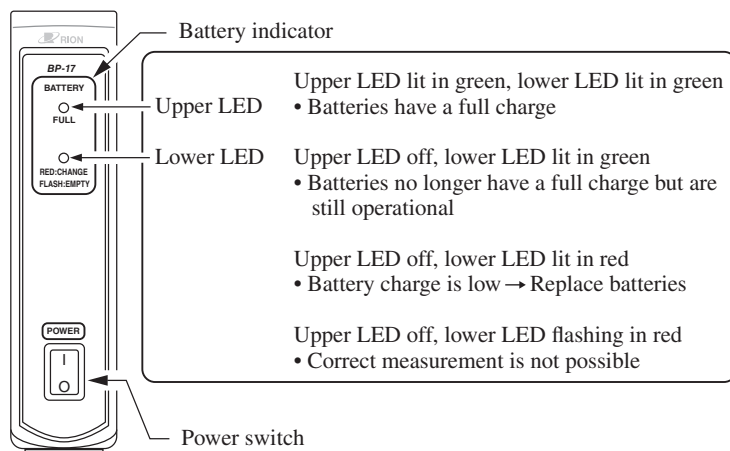 Battery indicator
RION
BP-17
BATTERY
FULL
RED:CHANGE
FLASH:EMPTY
Upper LED
Lower LED
Upper LED lit in green, lower LED lit in green
• Batteries have a full charge
Upper LED off, lower LED lit in green
• Batteries no longer have a full charge but are
still operational
Upper LED off, lower LED lit in red
• Battery charge is low → Replace batteries
Upper LED off, lower LED flashing in red
• Correct measurement is not possible
POWER
Power switch